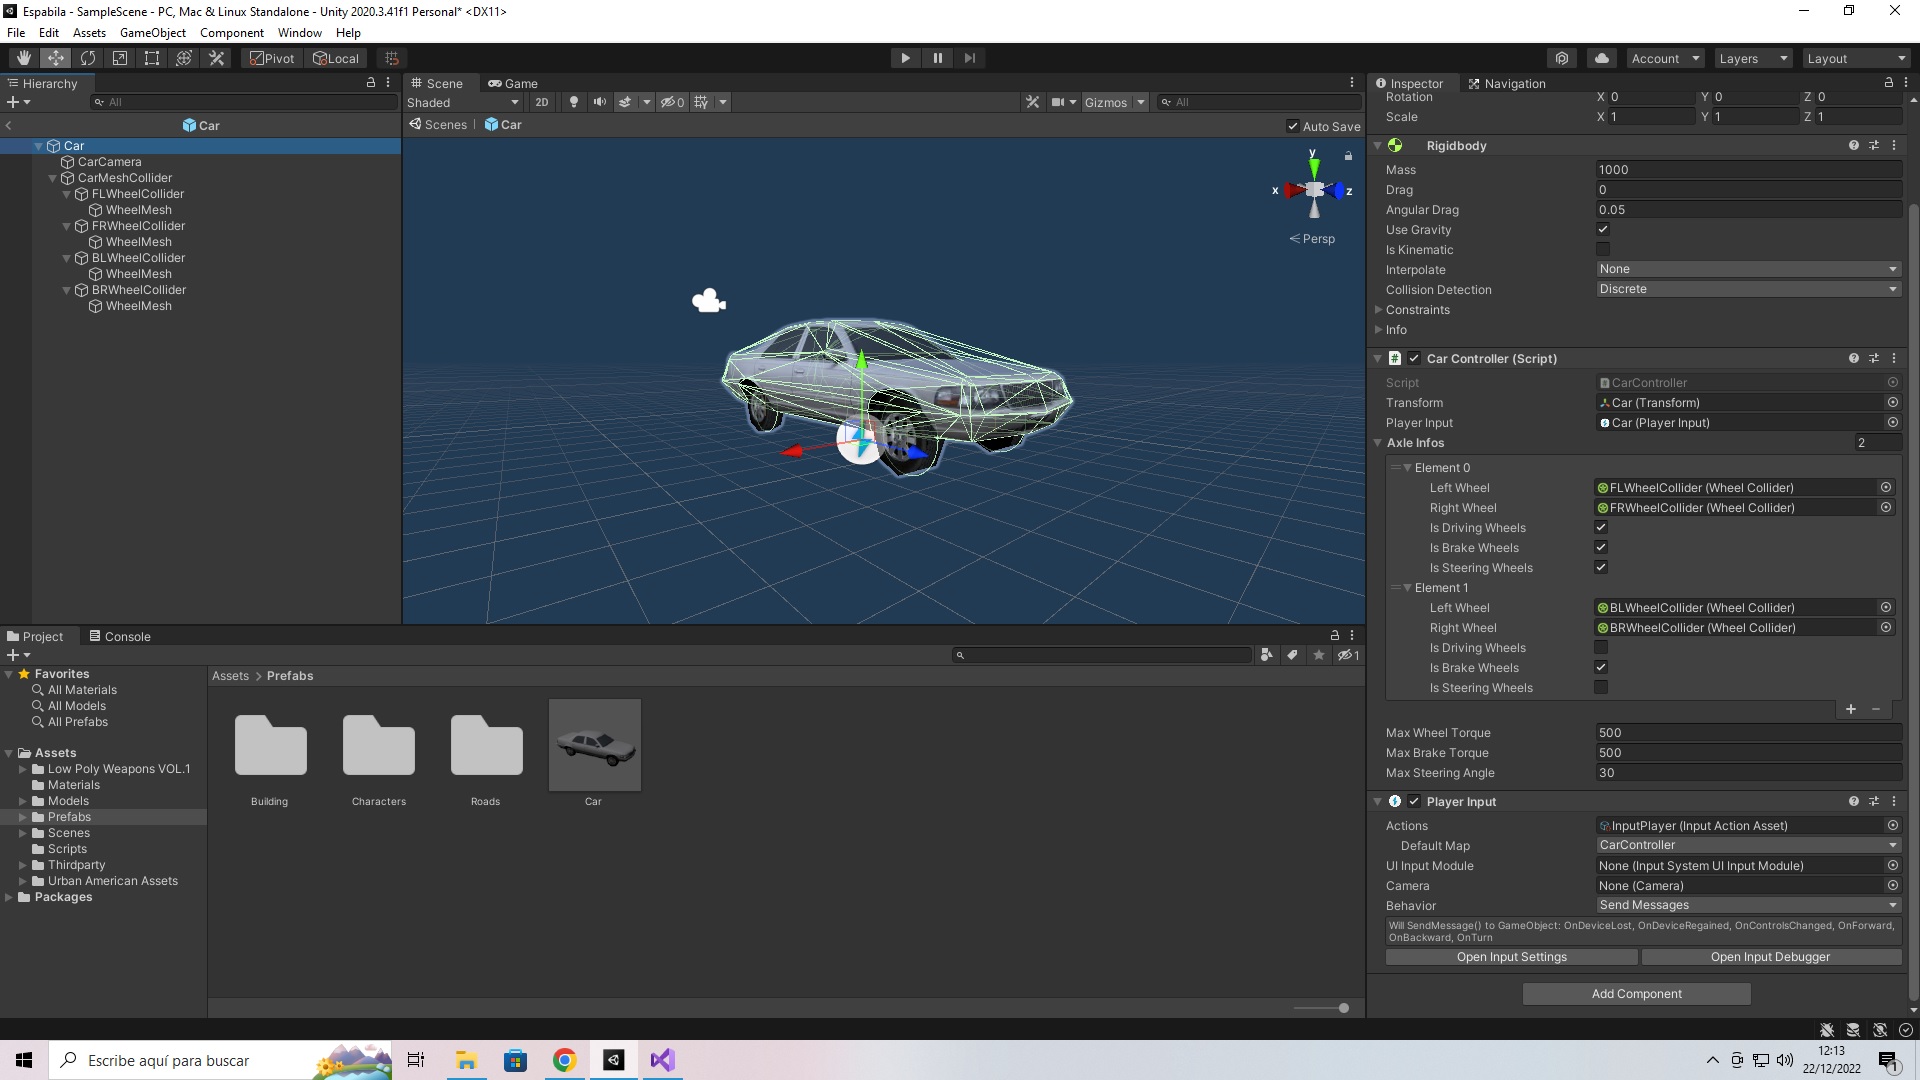 Espabila - SampleScene - PC, Mac & Linux Standalone - Unity 2020.3.41f1 Personal* <DX11>
File Edit Assets GameObject Component Window Help
Pivot Local Account Layers Layout
Hierarchy
All
Car
Car
CarCamera
CarMeshCollider
FLWheelCollider
WheelMesh
FRWheelCollider
WheelMesh
BLWheelCollider
WheelMesh
BRWheelCollider
WheelMesh
Scene Game
Shaded 2D 0 Gizmos All
Scenes | Car Auto Save
y
x z
Persp
Inspector Navigation
Rotation X 0 Y 0 Z 0
Scale X 1 Y 1 Z 1
Rigidbody
Mass 1000
Drag 0
Angular Drag 0.05
Use Gravity
Is Kinematic
Interpolate None
Collision Detection Discrete
Constraints
Info
Car Controller (Script)
Script CarController
Transform Car (Transform)
Player Input Car (Player Input)
Axle Infos 2
Element 0
Left Wheel FLWheelCollider (Wheel Collider)
Right Wheel FRWheelCollider (Wheel Collider)
Is Driving Wheels
Is Brake Wheels
Is Steering Wheels
Element 1
Left Wheel BLWheelCollider (Wheel Collider)
Right Wheel BRWheelCollider (Wheel Collider)
Is Driving Wheels
Is Brake Wheels
Is Steering Wheels
+ −
Max Wheel Torque 500
Max Brake Torque 500
Max Steering Angle 30
Player Input
Actions InputPlayer (Input Action Asset)
Default Map CarController
UI Input Module None (Input System UI Input Module)
Camera None (Camera)
Behavior Send Messages
Will SendMessage() to GameObject: OnDeviceLost, OnDeviceRegained, OnControlsChanged, OnForward,
OnBackward, OnTurn
Open Input Settings Open Input Debugger
Add Component
Project Console
1
Favorites
All Materials
All Models
All Prefabs
Assets
Low Poly Weapons VOL.1
Materials
Models
Prefabs
Scenes
Scripts
Thirdparty
Urban American Assets
Packages
Assets > Prefabs
Building Characters Roads Car
Escribe aquí para buscar
12:13
22/12/2022
1